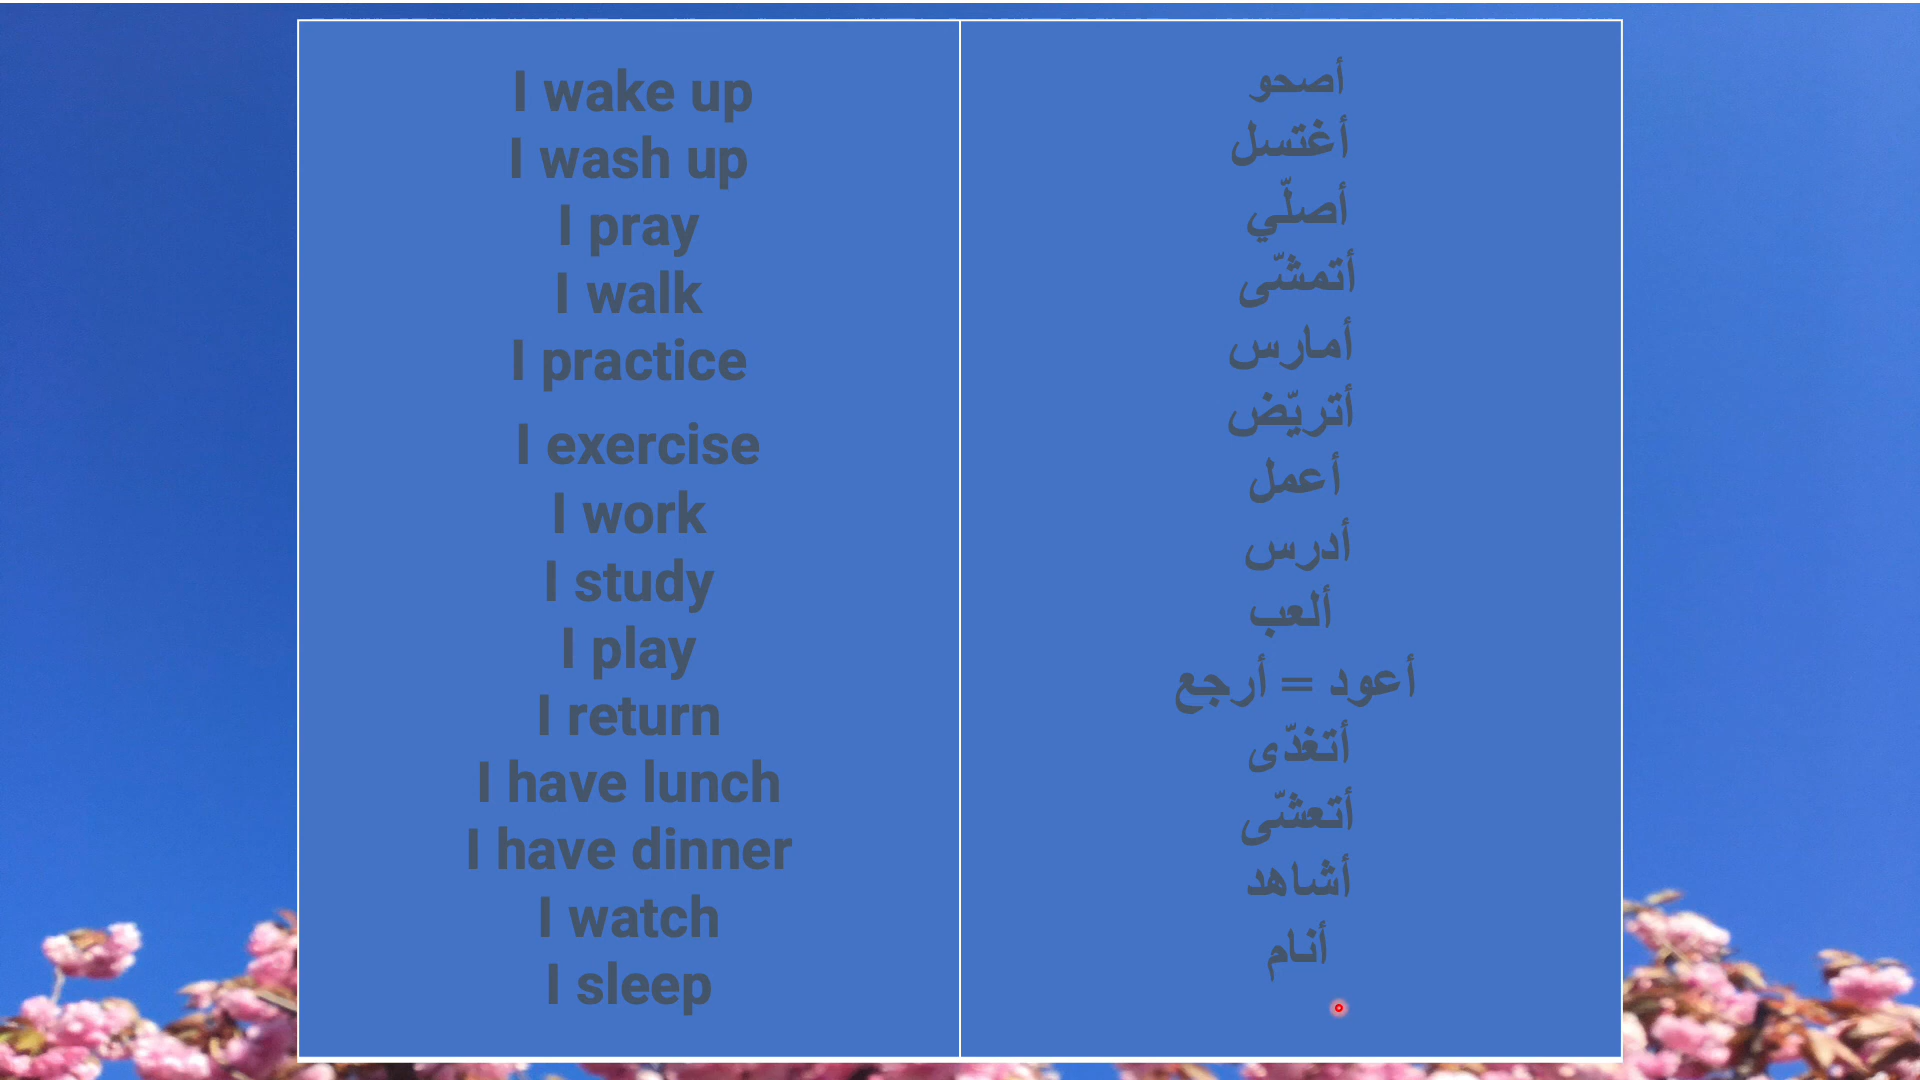 I wake up
I wash up
I pray
I walk
I practice
I exercise
I work
I study
I play
I return
I have lunch
I have dinner
I watch
I sleep
أصحو
أغتسل
أصلّي
أتمشّى
أمارس
أتريّض
أعمل
أدرس
ألعب
أعود = أرجع
أتغدّى
أتعشّى
أشاهد
أنام